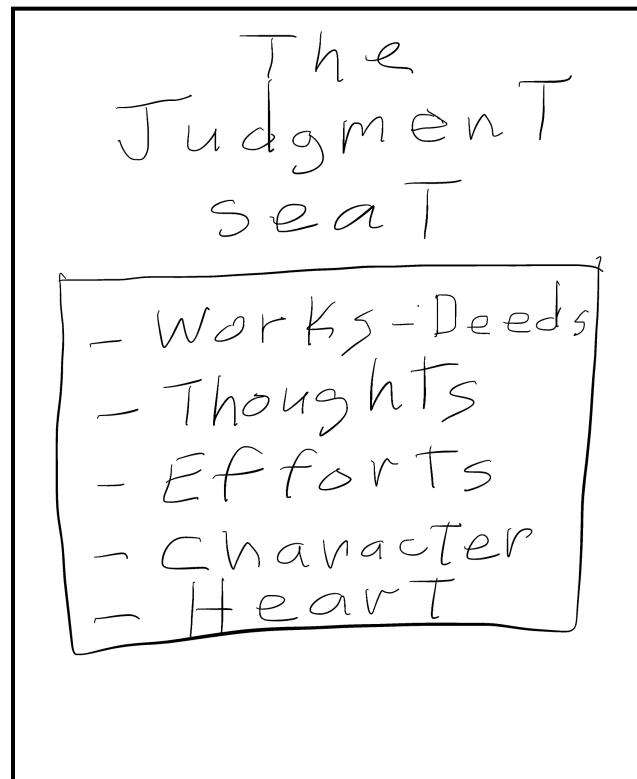 The
JudgmenT
seaT
- Works-Deeds
- ThoughTs
- EfforTs
- characTer
- HearT